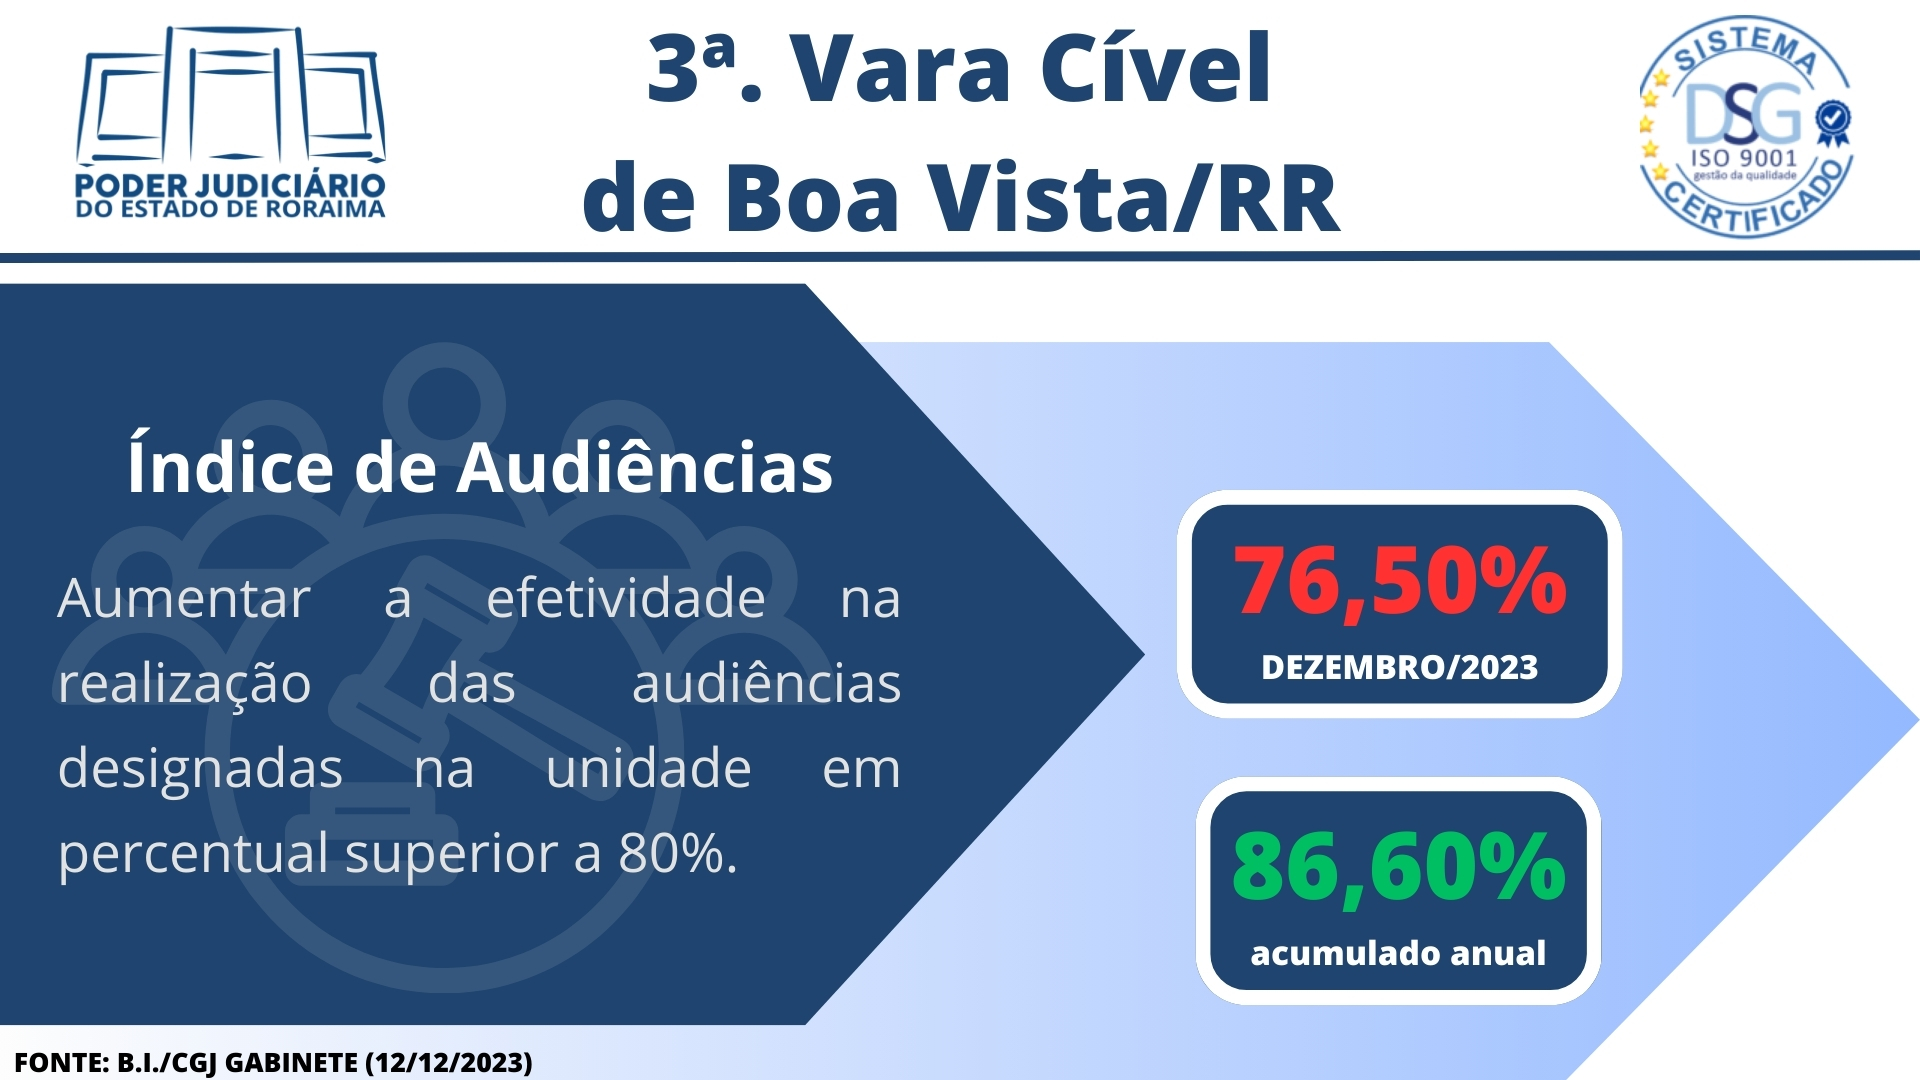 PODER JUDICIÁRIO
DO ESTADO DE RORAIMA
3ª. Vara Cível
de Boa Vista/RR
SISTEMA
DSG
ISO 9001
gestão da qualidade
CERTIFICADO
Índice de Audiências
Aumentar a efetividade na
realização das audiências
designadas na unidade em
percentual superior a 80%.
76,50%
DEZEMBRO/2023
86,60%
acumulado anual
FONTE: B.I./CGJ GABINETE (12/12/2023)